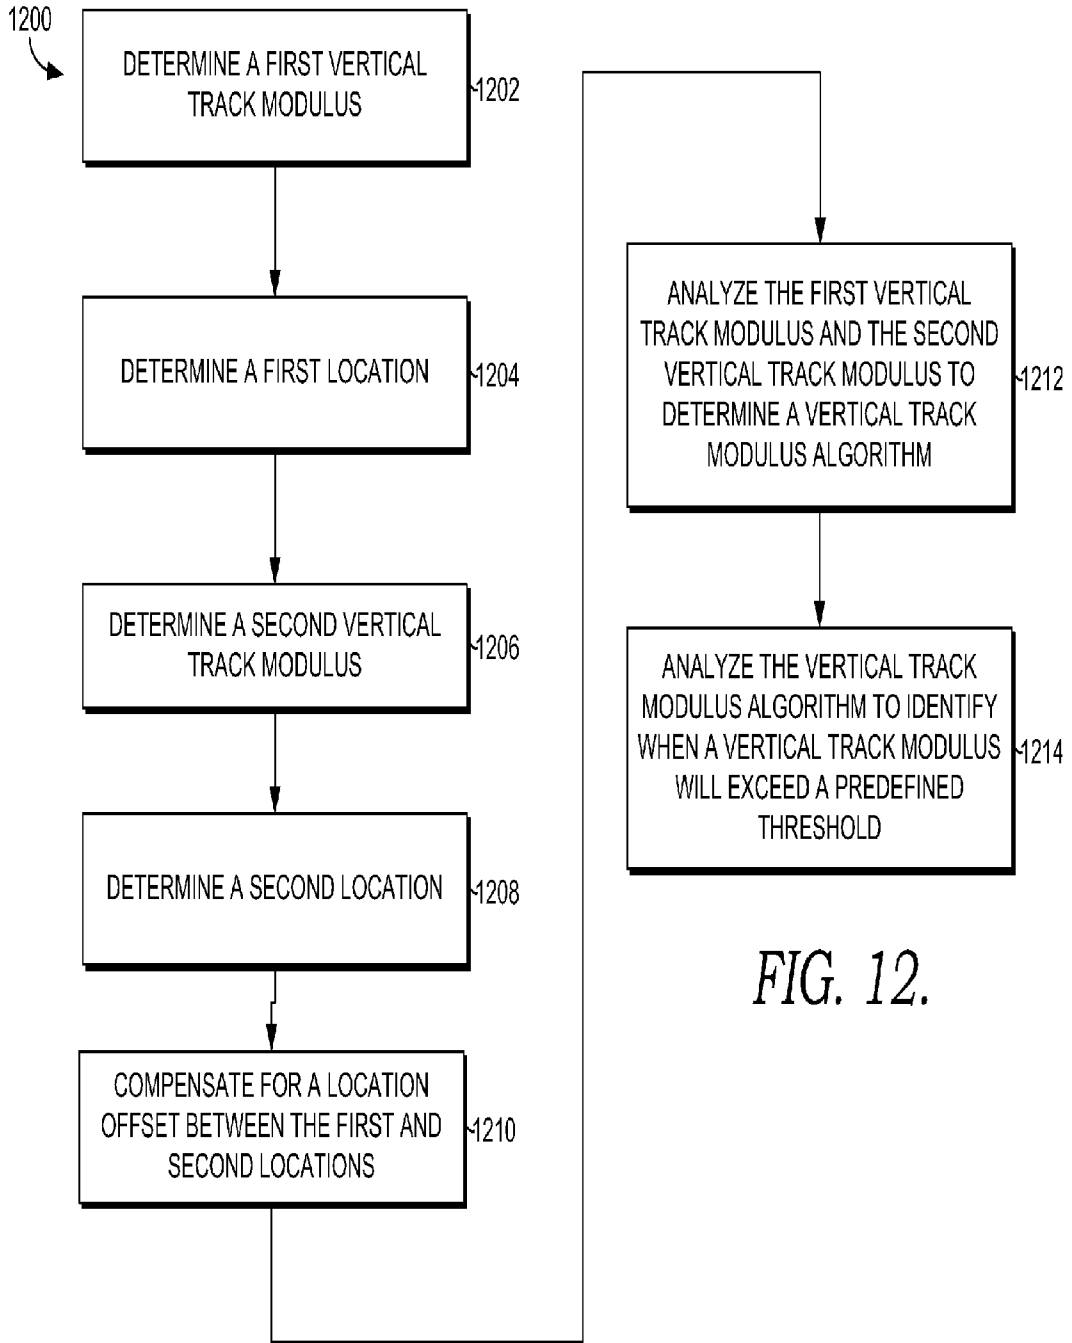 1200
DETERMINE A FIRST VERTICAL
TRACK MODULUS
1202
DETERMINE A FIRST LOCATION
1204
DETERMINE A SECOND VERTICAL
TRACK MODULUS
1206
DETERMINE A SECOND LOCATION
1208
COMPENSATE FOR A LOCATION
OFFSET BETWEEN THE FIRST AND
SECOND LOCATIONS
1210
ANALYZE THE FIRST VERTICAL
TRACK MODULUS AND THE SECOND
VERTICAL TRACK MODULUS TO
DETERMINE A VERTICAL TRACK
MODULUS ALGORITHM
1212
ANALYZE THE VERTICAL TRACK
MODULUS ALGORITHM TO IDENTIFY
WHEN A VERTICAL TRACK MODULUS
WILL EXCEED A PREDEFINED
THRESHOLD
1214
FIG. 12.